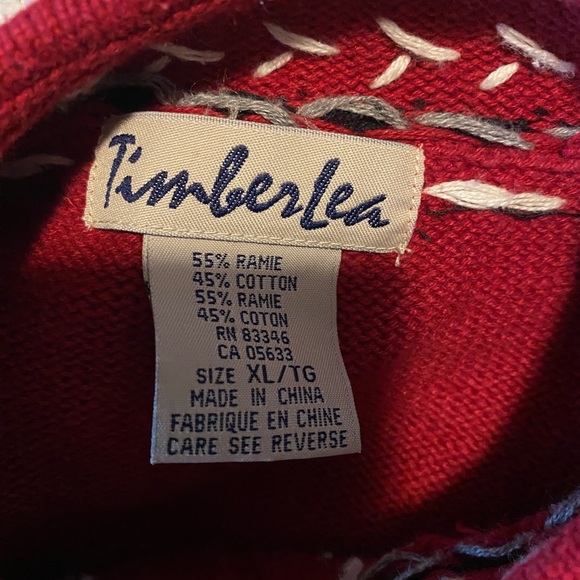 TimberLea
55% RAMIE
45% COTTON
55% RAMIE
45% COTON
RN 83346
CA 05633
SIZE XL/TG
MADE IN CHINA
FABRIQUE EN CHINE
CARE SEE REVERSE